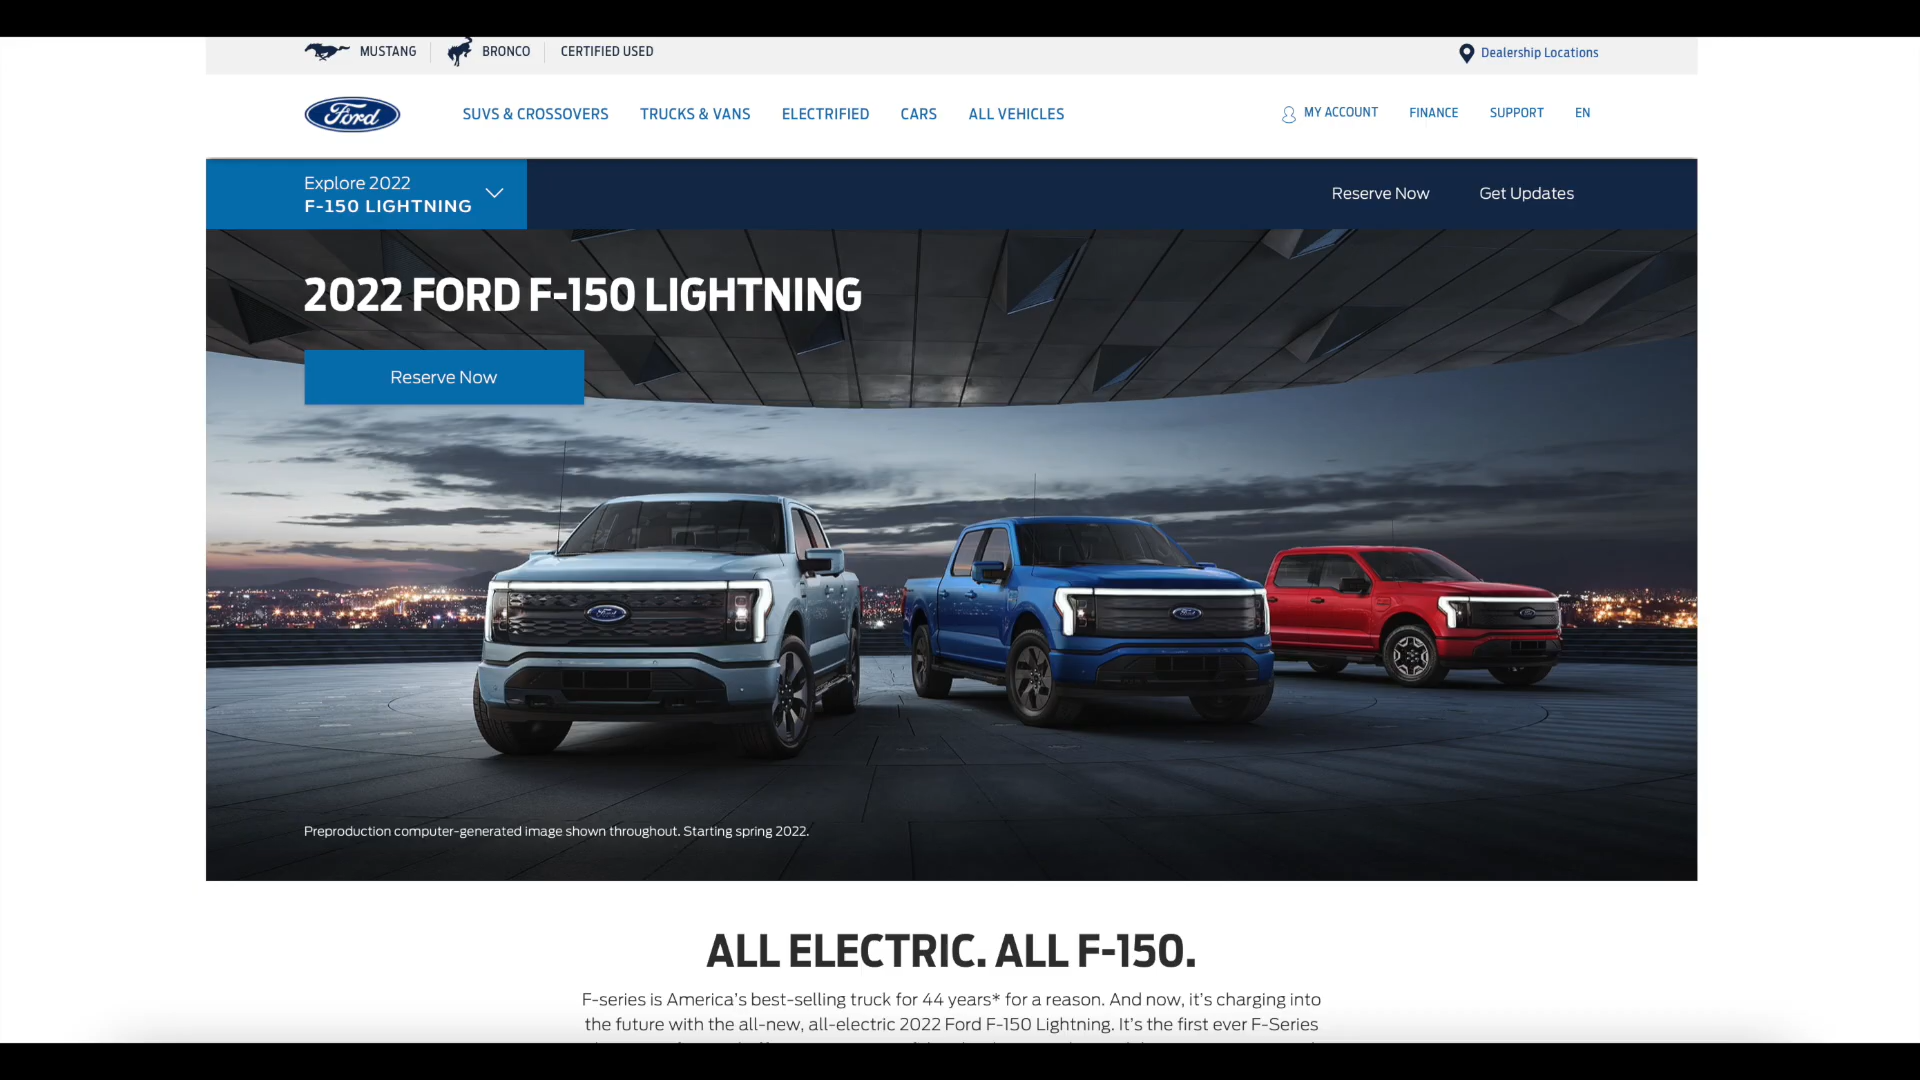 MUSTANG
BRONCO
CERTIFIED USED
Dealership Locations
Ford
SUVS & CROSSOVERS
TRUCKS & VANS
ELECTRIFIED
CARS
ALL VEHICLES
MY ACCOUNT
FINANCE
SUPPORT
EN
Explore 2022
F-150 LIGHTNING
Reserve Now
Get Updates
2022 FORD F-150 LIGHTNING
Reserve Now
Ford
Ford
Ford
Preproduction computer-generated image shown throughout. Starting spring 2022.
ALL ELECTRIC. ALL F-150.
F-series is America’s best-selling truck for 44 years* for a reason. And now, it’s charging into
the future with the all-new, all-electric 2022 Ford F-150 Lightning. It’s the first ever F-Series